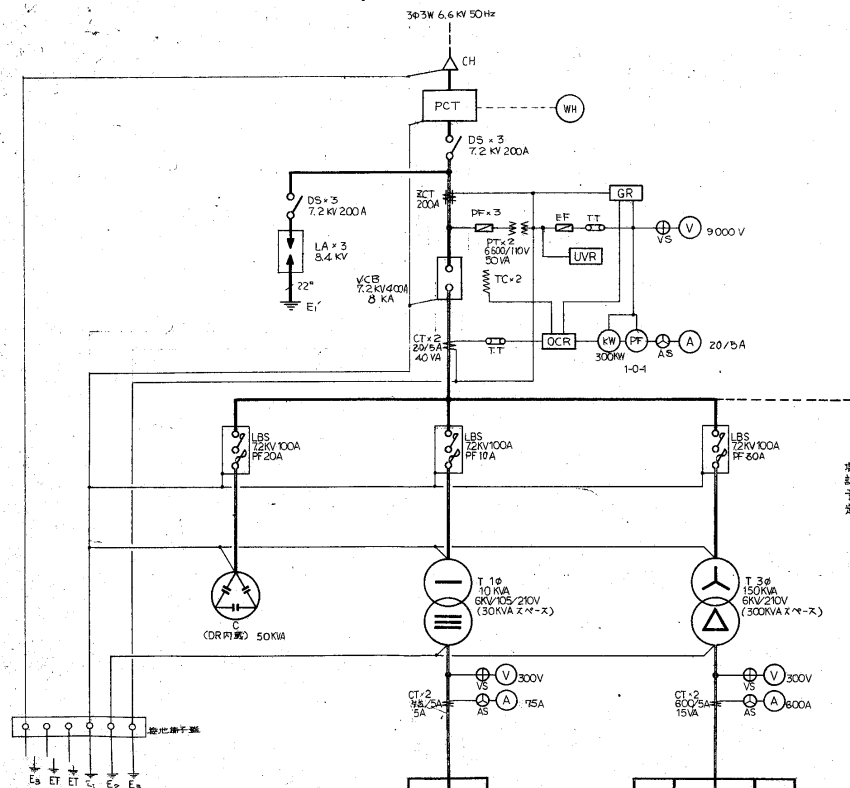 3Φ3W 6.6KV 50Hz
CH
PCT
WH
DS×3
7.2KV 200A
DS×3
7.2KV200A
ZCT
200A
GR
PF×3
EF
TT
VS
V
9000V
PT×2
6600/110V
50VA
UVR
LA×3
8.4KV
22°
E₁
VCB
7.2KV400A
8KA
TC×2
CT×2
20/5A
40VA
TT
OCR
KW
300KW
PF
1-0-1
AS
A
20/5A
LBS
7.2KV100A
PF20A
LBS
7.2KV100A
PF10A
LBS
7.2KV100A
C
(DR内蔵) 50KVA
T 1Φ
10KVA
6KV/105/210V
(30KVAスペース)
T 3Φ
150KVA
6KV/210V
(300KVAスペース)
VS
V
300V
CT×2
5A
AS
A
75A
VS
V
300V
CT×2
600/5A
15VA
AS
A
600A
接地端子盤
E₃
ET
ET
E₁
E₂
E₃